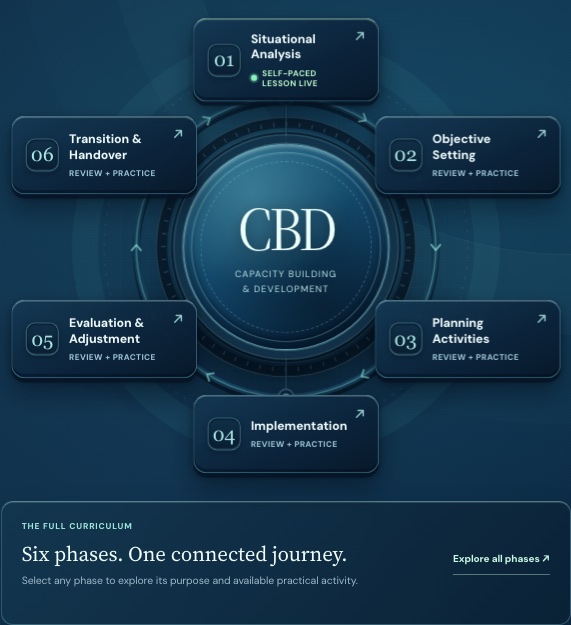 01
Situational
Analysis
SELF-PACED
LESSON LIVE
06
Transition &
Handover
REVIEW + PRACTICE
02
Objective
Setting
REVIEW + PRACTICE
CBD
CAPACITY BUILDING
& DEVELOPMENT
05
Evaluation &
Adjustment
REVIEW + PRACTICE
03
Planning
Activities
REVIEW + PRACTICE
04
Implementation
REVIEW + PRACTICE
THE FULL CURRICULUM
Six phases. One connected journey.
Select any phase to explore its purpose and available practical activity.
Explore all phases ↗